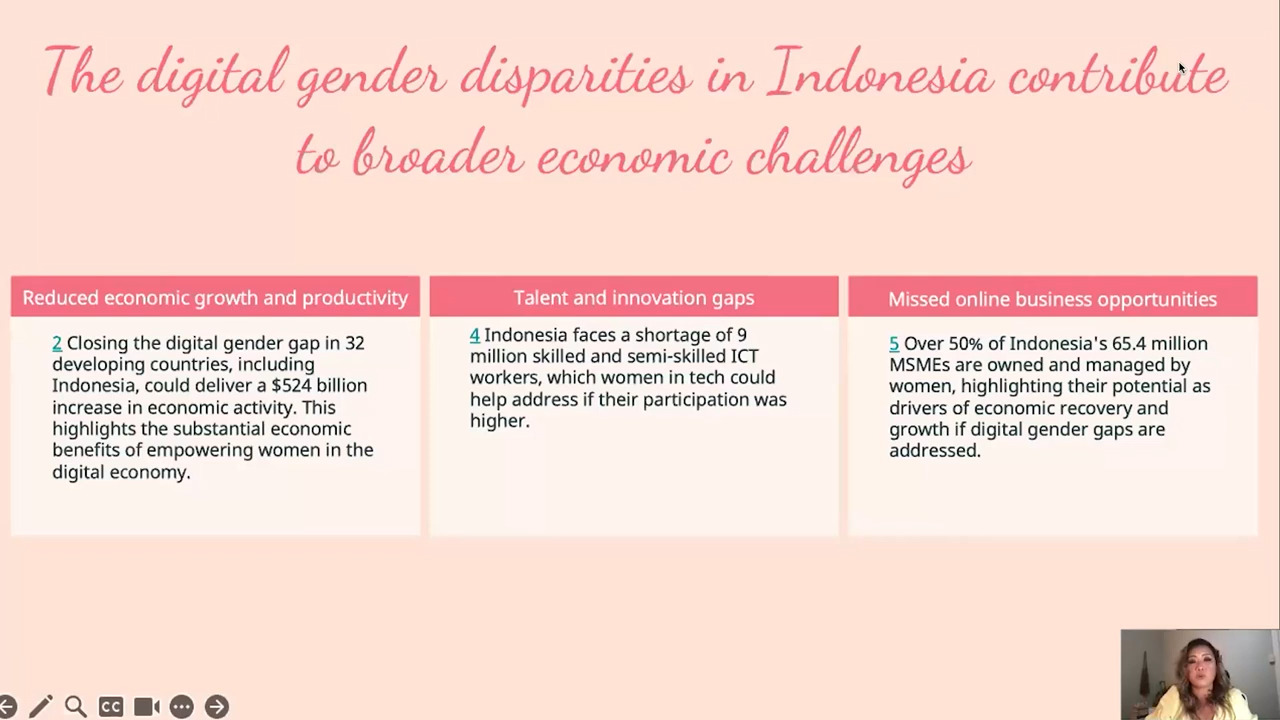 The digital gender disparities in Indonesia contribute
to broader economic challenges
Reduced economic growth and productivity
2 Closing the digital gender gap in 32
developing countries, including
Indonesia, could deliver a $524 billion
increase in economic activity. This
highlights the substantial economic
benefits of empowering women in the
digital economy.
Talent and innovation gaps
4 Indonesia faces a shortage of 9
million skilled and semi-skilled ICT
workers, which women in tech could
help address if their participation was
higher.
Missed online business opportunities
5 Over 50% of Indonesia's 65.4 million
MSMEs are owned and managed by
women, highlighting their potential as
drivers of economic recovery and
growth if digital gender gaps are
addressed.
CC